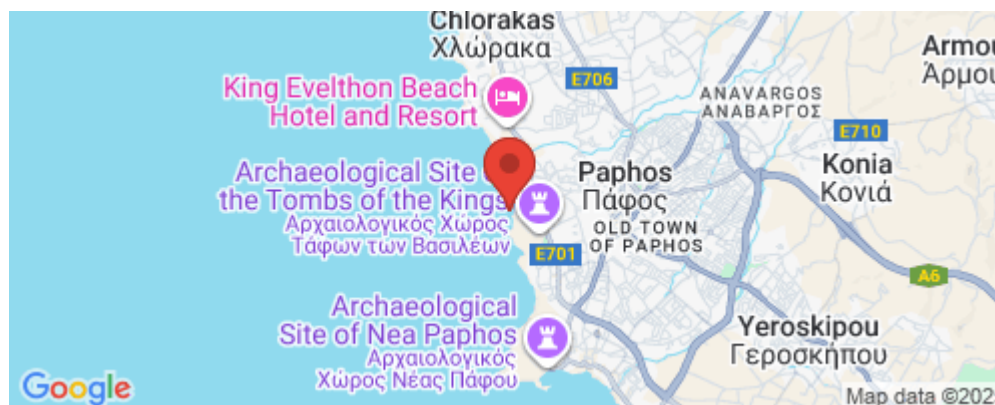 Chlorakas
Χλώρακα
King Evelthon Beach
Hotel and Resort
E706
ANAVARGOS
ΑΝΑΒΑΡΓΟΣ
E710
Archaeological Site
the Tombs of the Kings
Αρχαιολογικός Χώρος
Τάφων των Βασιλέων
Paphos
Πάφος
OLD TOWN
OF PAPHOS
Konia
Κονιά
E701
A6
Archaeological
Site of Nea Paphos
Αρχαιολογικός
Χώρος Νέας Πάφου
Yeroskipou
Γεροσκήπου
Google
Map data ©202